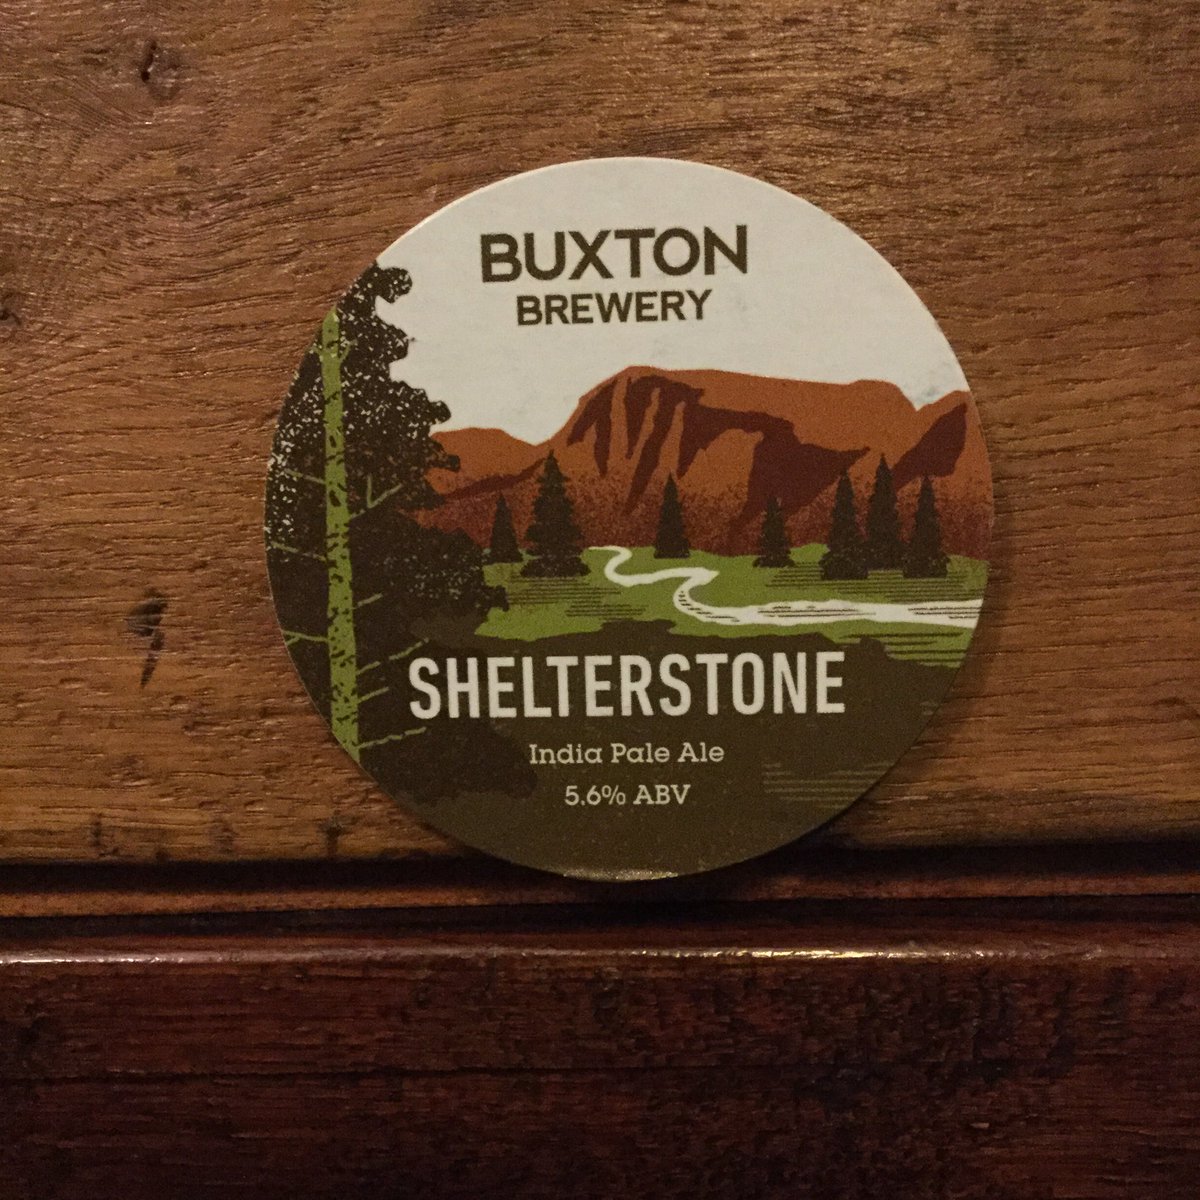 BUXTON
BREWERY
SHELTERSTONE
India Pale Ale
5.6% ABV